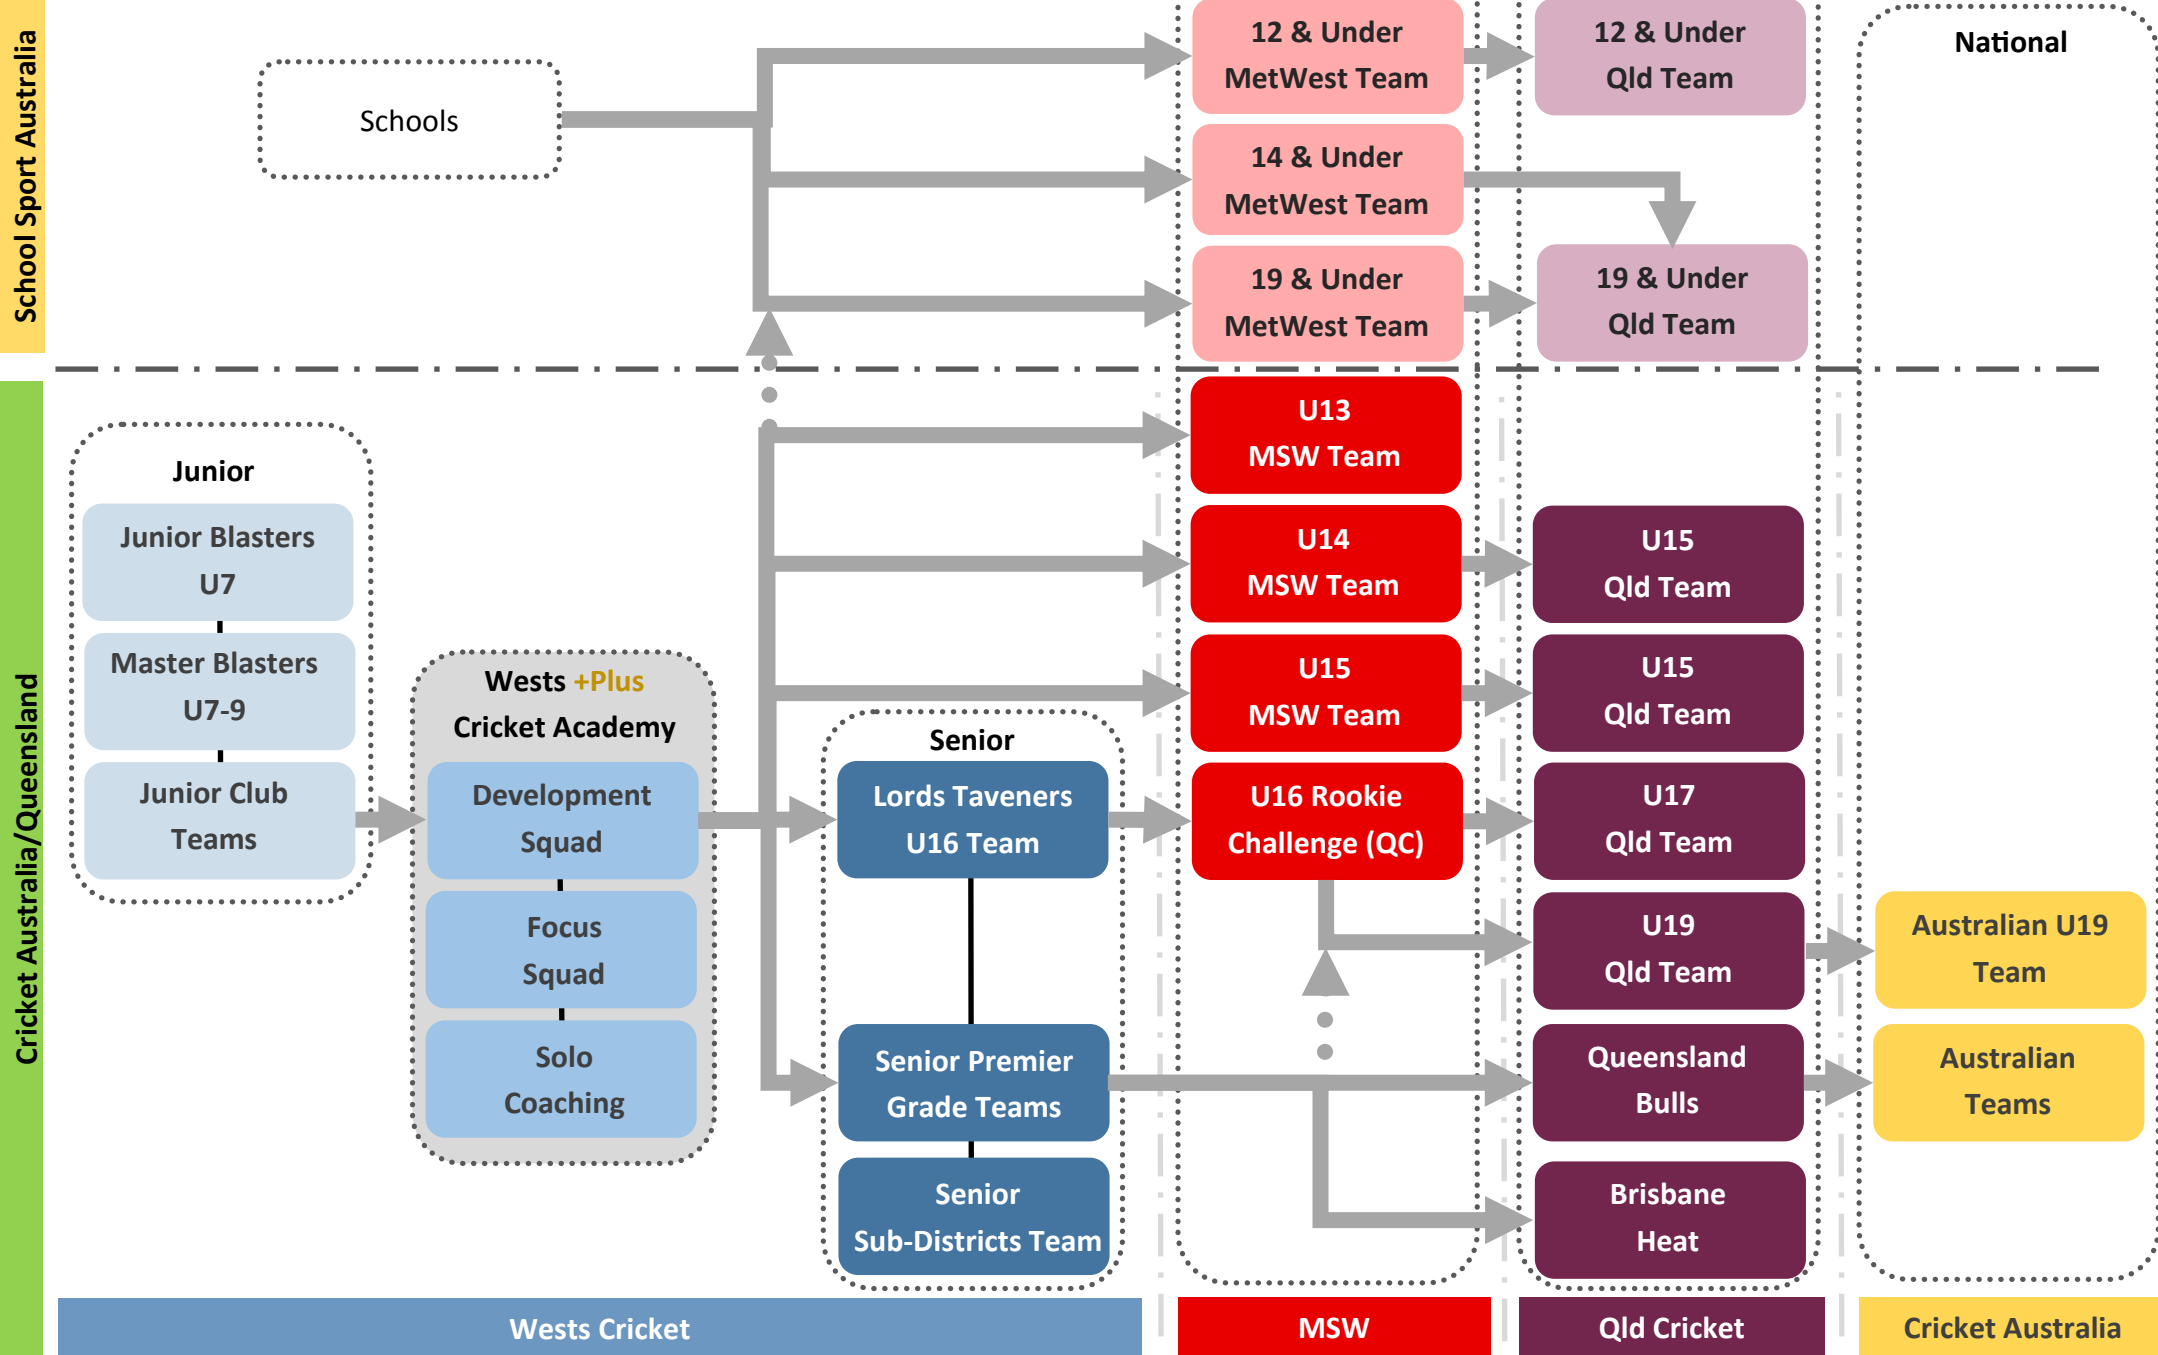 School Sport Australia
Schools
12 & Under
MetWest Team
12 & Under
Qld Team
National
14 & Under
MetWest Team
19 & Under
MetWest Team
19 & Under
Qld Team
Cricket Australia/Queensland
Junior
Junior Blasters
U7
Master Blasters
U7-9
Junior Club
Teams
Wests +Plus
Cricket Academy
Development
Squad
Focus
Squad
Solo
Coaching
Senior
Lords Taveners
U16 Team
Senior Premier
Grade Teams
Senior
Sub-Districts Team
U13
MSW Team
U14
MSW Team
U15
MSW Team
U16 Rookie
Challenge (QC)
U15
Qld Team
U15
Qld Team
U17
Qld Team
U19
Qld Team
Queensland
Bulls
Brisbane
Heat
Australian U19
Team
Australian
Teams
Wests Cricket
MSW
Qld Cricket
Cricket Australia